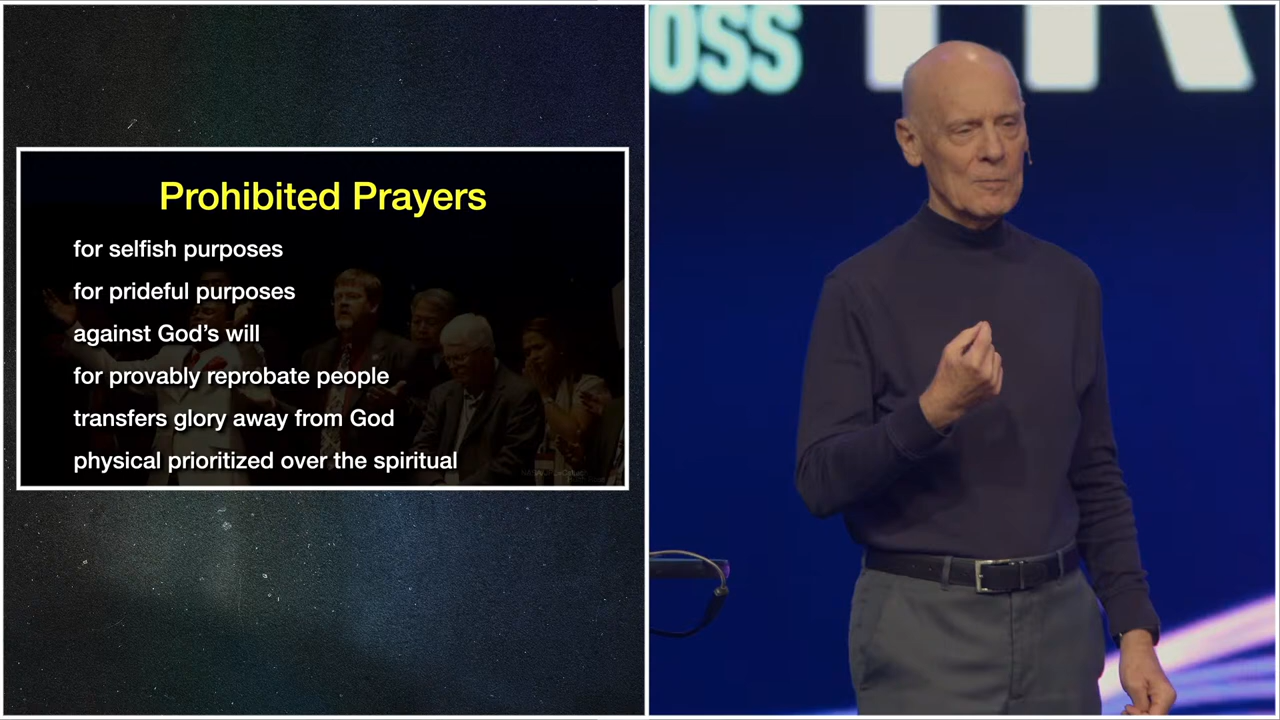 Prohibited Prayers
for selfish purposes
for prideful purposes
against God's will
for provably reprobate people
transfers glory away from God
physical prioritized over the spiritual
OSS